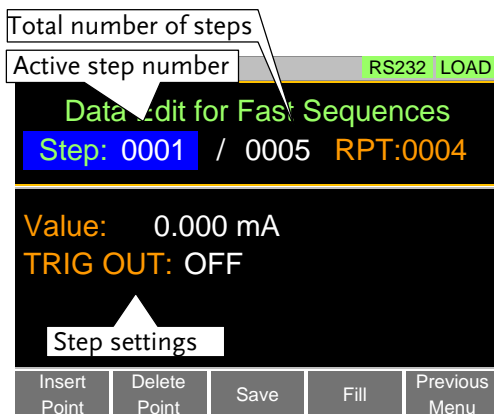 Total number of steps
Active step number
RS232 LOAD
Data Edit for Fast Sequences
Step: 0001 / 0005 RPT:0004
Value: 0.000 mA
TRIG OUT: OFF
Step settings
Insert Point
Delete Point
Save
Fill
Previous Menu